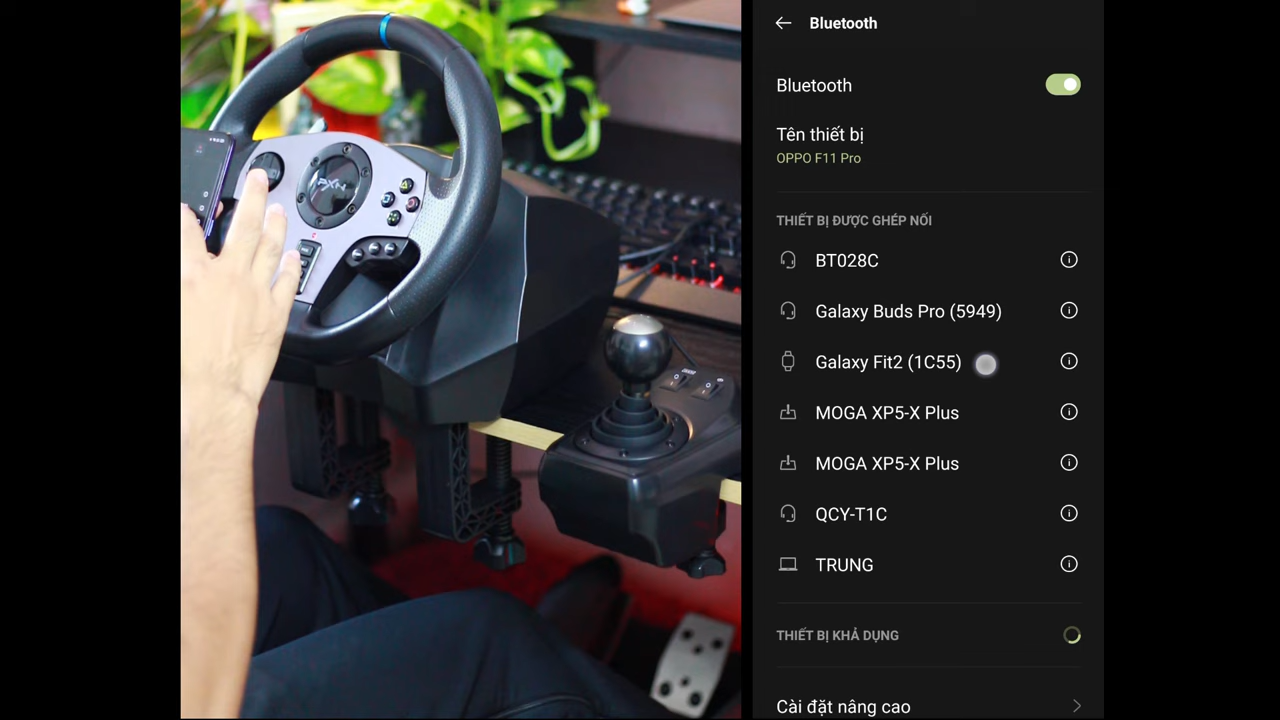 PXN
Bluetooth
Bluetooth
Tên thiết bị
OPPO F11 Pro
THIẾT BỊ ĐƯỢC GHÉP NỐI
BT028C
Galaxy Buds Pro (5949)
Galaxy Fit2 (1C55)
MOGA XP5-X Plus
MOGA XP5-X Plus
QCY-T1C
TRUNG
THIẾT BỊ KHẢ DỤNG
Cài đặt nâng cao